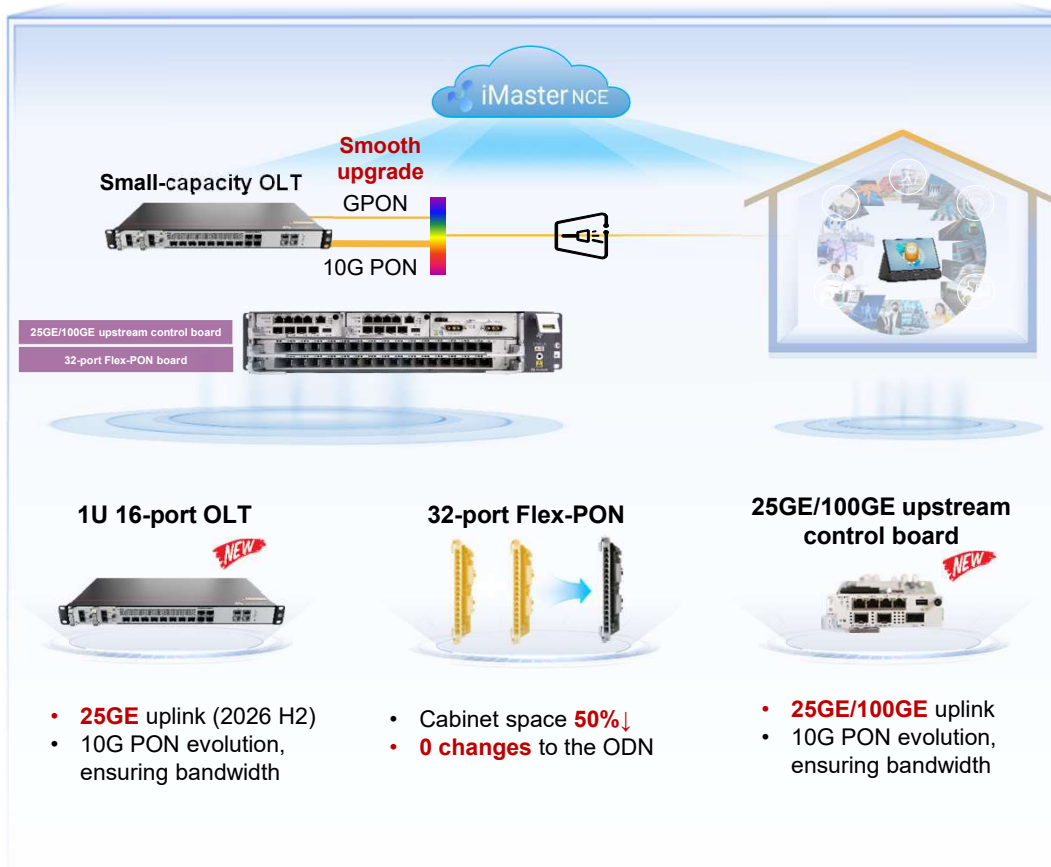 iMaster NCE
Smooth
upgrade
Small-capacity OLT
GPON
10G PON
25GE/100GE upstream control board
32-port Flex-PON board
1U 16-port OLT
NEW
• 25GE uplink (2026 H2)
• 10G PON evolution,
ensuring bandwidth
32-port Flex-PON
• Cabinet space 50%↓
• 0 changes to the ODN
25GE/100GE upstream
control board
NEW
• 25GE/100GE uplink
• 10G PON evolution,
ensuring bandwidth